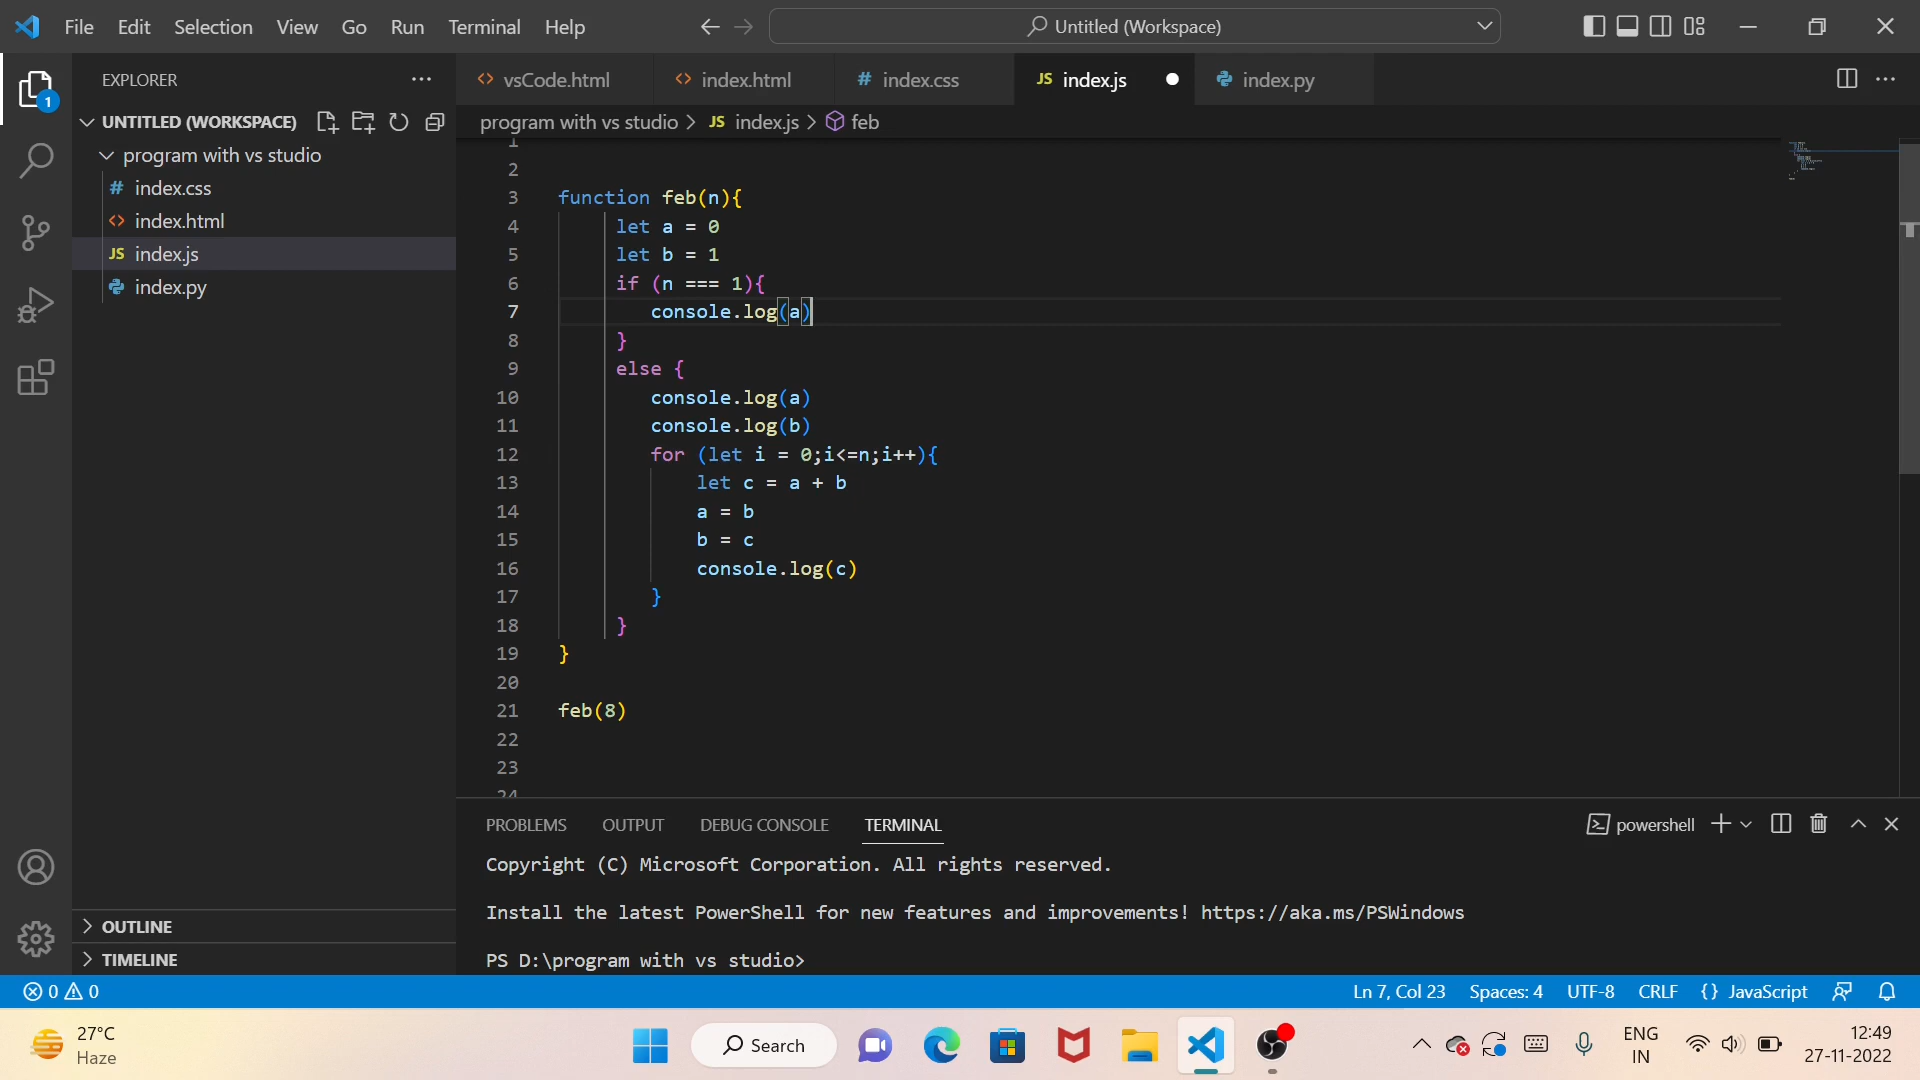 File Edit Selection View Go Run Terminal Help
Untitled (Workspace)
EXPLORER
UNTITLED (WORKSPACE)
program with vs studio
# index.css
<> index.html
JS index.js
index.py
OUTLINE
TIMELINE
1
<> vsCode.html
<> index.html
# index.css
JS index.js
index.py
program with vs studio > JS index.js > feb
1
2
3 function feb(n){
4 let a = 0
5 let b = 1
6 if (n === 1){
7 console.log(a)
8 }
9 else {
10 console.log(a)
11 console.log(b)
12 for (let i = 0;i<=n;i++){
13 let c = a + b
14 a = b
15 b = c
16 console.log(c)
17 }
18 }
19 }
20
21 feb(8)
22
23
24
PROBLEMS OUTPUT DEBUG CONSOLE TERMINAL
powershell
Copyright (C) Microsoft Corporation. All rights reserved.
Install the latest PowerShell for new features and improvements! https://aka.ms/PSWindows
PS D:\program with vs studio>
0 0
Ln 7, Col 23 Spaces: 4 UTF-8 CRLF {} JavaScript
27°C
Haze
Search
ENG
IN
12:49
27-11-2022